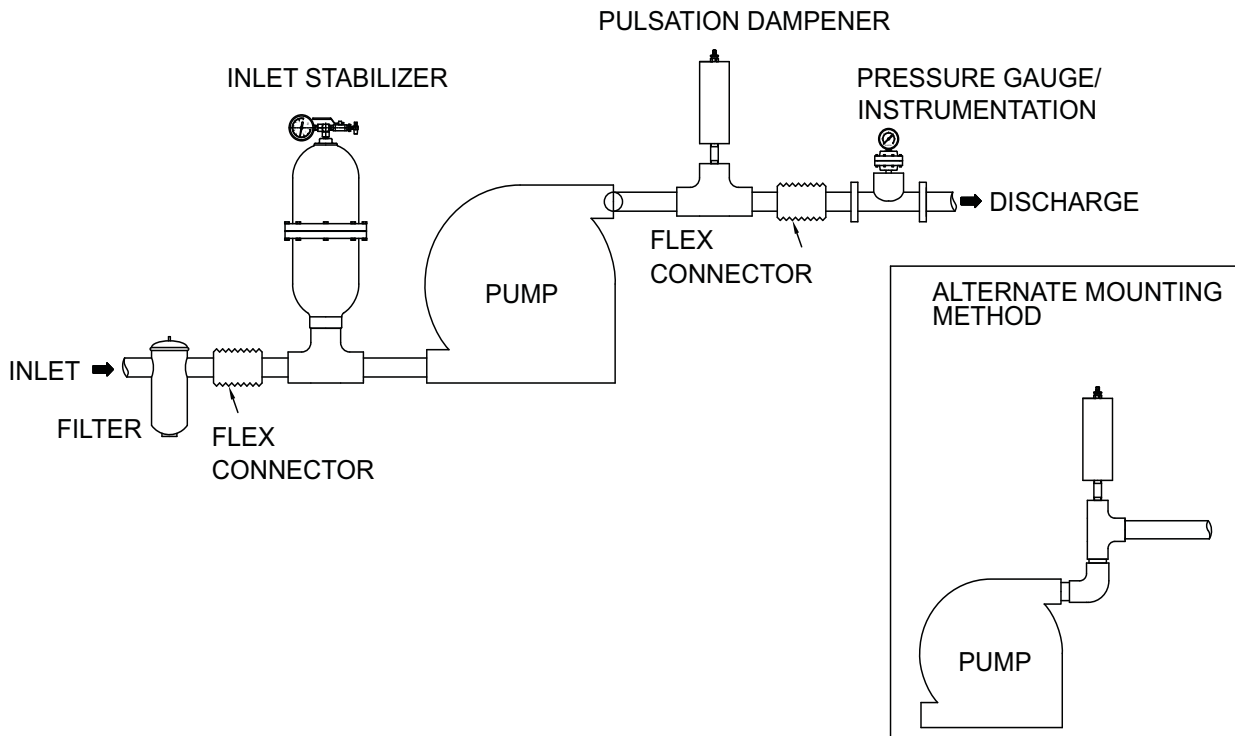 PULSATION DAMPENER
INLET STABILIZER
PRESSURE GAUGE/
INSTRUMENTATION
DISCHARGE
FLEX
CONNECTOR
PUMP
INLET
FILTER
FLEX
CONNECTOR
ALTERNATE MOUNTING
METHOD
PUMP